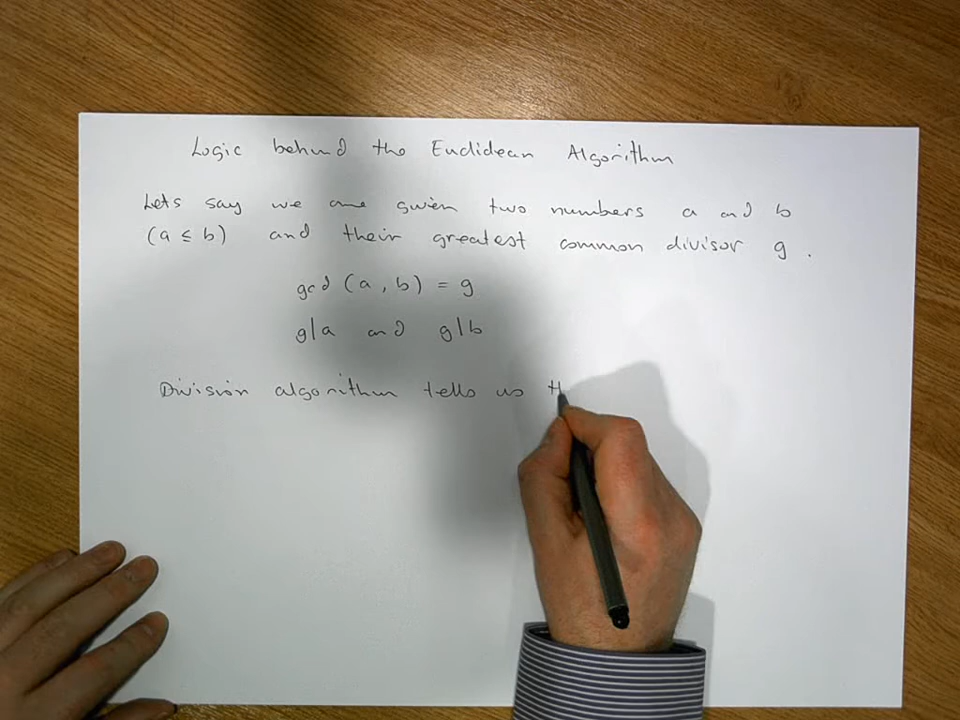 Logic behind the Euclidean Algorithm
Lets say we are given two numbers a and b
(a ≤ b) and their greatest common divisor g.
gcd (a, b) = g
g|a and g|b
Division algorithm tells us